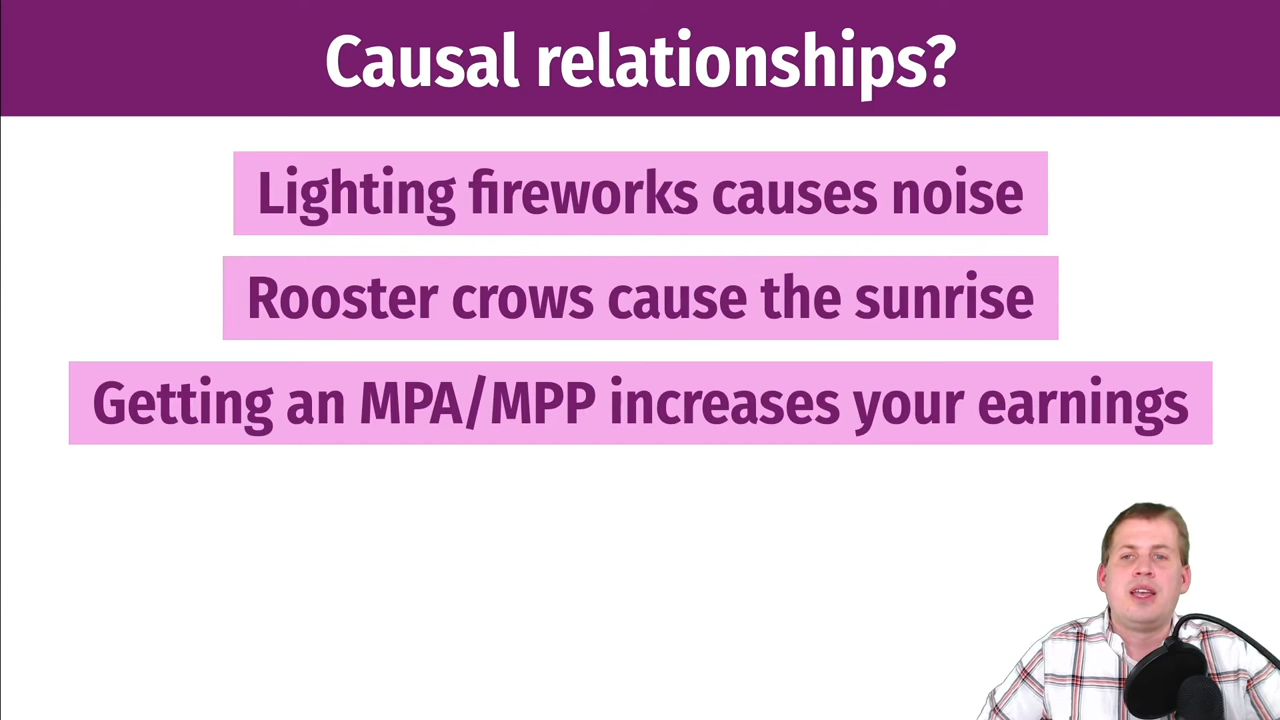 Causal relationships?
Lighting fireworks causes noise
Rooster crows cause the sunrise
Getting an MPA/MPP increases your earnings